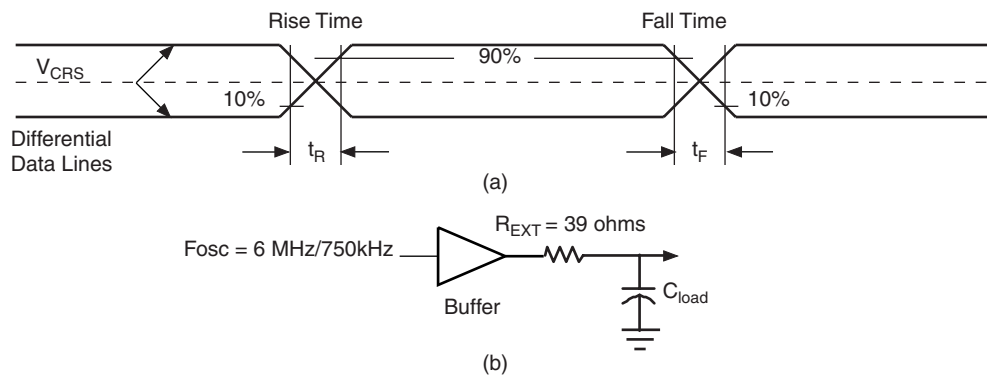 Rise Time
Fall Time
V_CRS
90%
10%
10%
Differential
Data Lines
t_R
t_F
(a)
R_EXT = 39 ohms
Fosc = 6 MHz/750kHz
Buffer
C_load
(b)